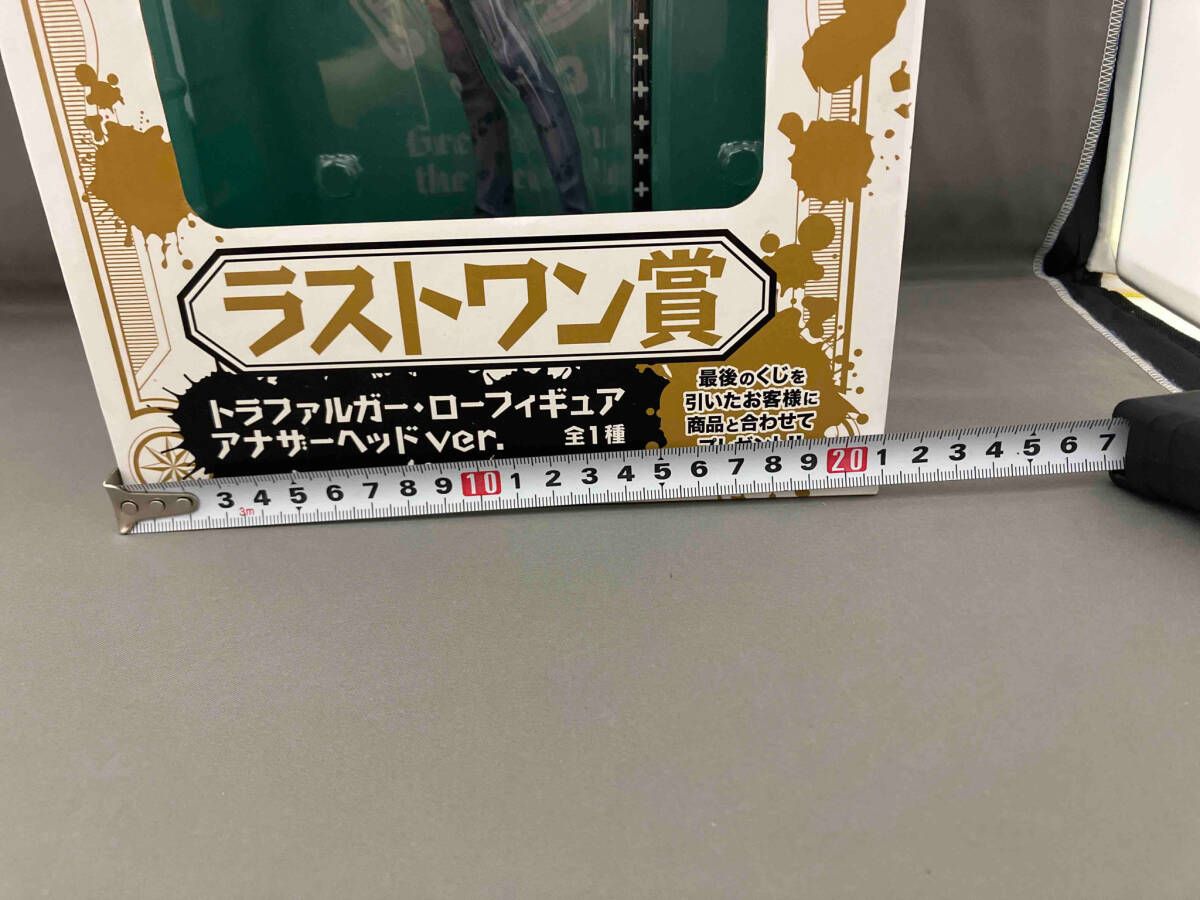 ラストワン賞
トラファルガー・ローフィギュア
アナザーヘッドver. 全1種
最後のくじを
引いたお客様に
商品と合わせて
3 4 5 6 7 8 9 10 1 2 3 4 5 6 7 8 9 20 1 2 3 4 5 6 7
3m